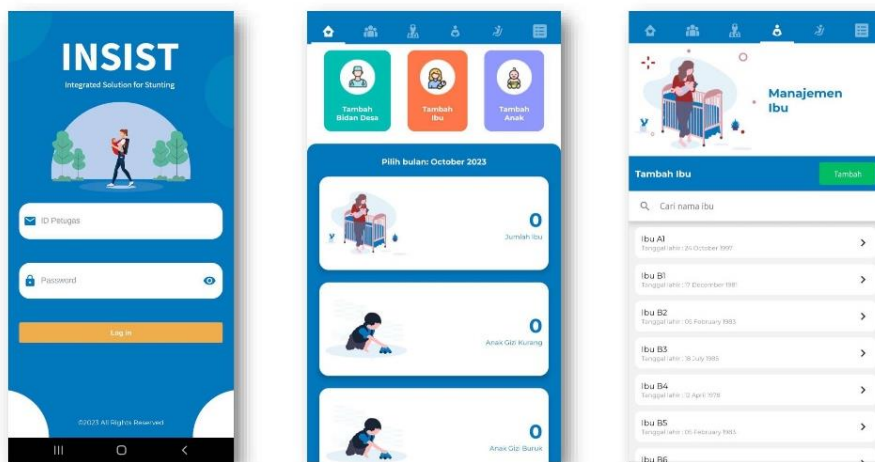 INSIST
Integrated Solution for Stunting
ID Petugas
Password
Log in
©2023 All Rights Reserved
Tambah
Bidan Desa
Tambah
Ibu
Tambah
Anak
Pilih bulan: October 2023
0
Jumlah Ibu
0
Anak Gizi Kurang
0
Anak Gizi Buruk
Manajemen
Ibu
Tambah Ibu
Tambah
Cari nama Ibu
Ibu A1
Tanggal lahir : 24 October 1997
Ibu B1
Tanggal lahir : 17 December 1981
Ibu B2
Tanggal lahir : 05 February 1983
Ibu B3
Tanggal lahir : 18 July 1985
Ibu B4
Tanggal lahir : 12 April 1978
Ibu B5
Tanggal lahir : 05 February 1983
Ibu B6